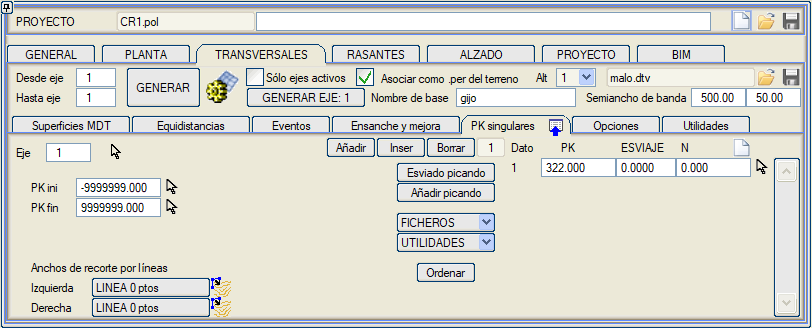 PROYECTO CR1.pol
GENERAL PLANTA TRANSVERSALES RASANTES ALZADO PROYECTO BIM
Desde eje 1 GENERAR Sólo ejes activos Asociar como .per del terreno Alt 1 malo.dtv
Hasta eje 1 GENERAR EJE: 1 Nombre de base gijo Semiancho de banda 500.00 50.00
Superficies MDT Equidistancias Eventos Ensanche y mejora PK singulares Opciones Utilidades
Eje 1 Añadir Inser Borrar 1 Dato PK ESVIAJE N
Esviado picando 1 322.000 0.0000 0.000
PK ini -9999999.000 Añadir picando
PK fin 9999999.000
FICHEROS
UTILIDADES
Anchos de recorte por líneas Ordenar
Izquierda LINEA 0 ptos
Derecha LINEA 0 ptos